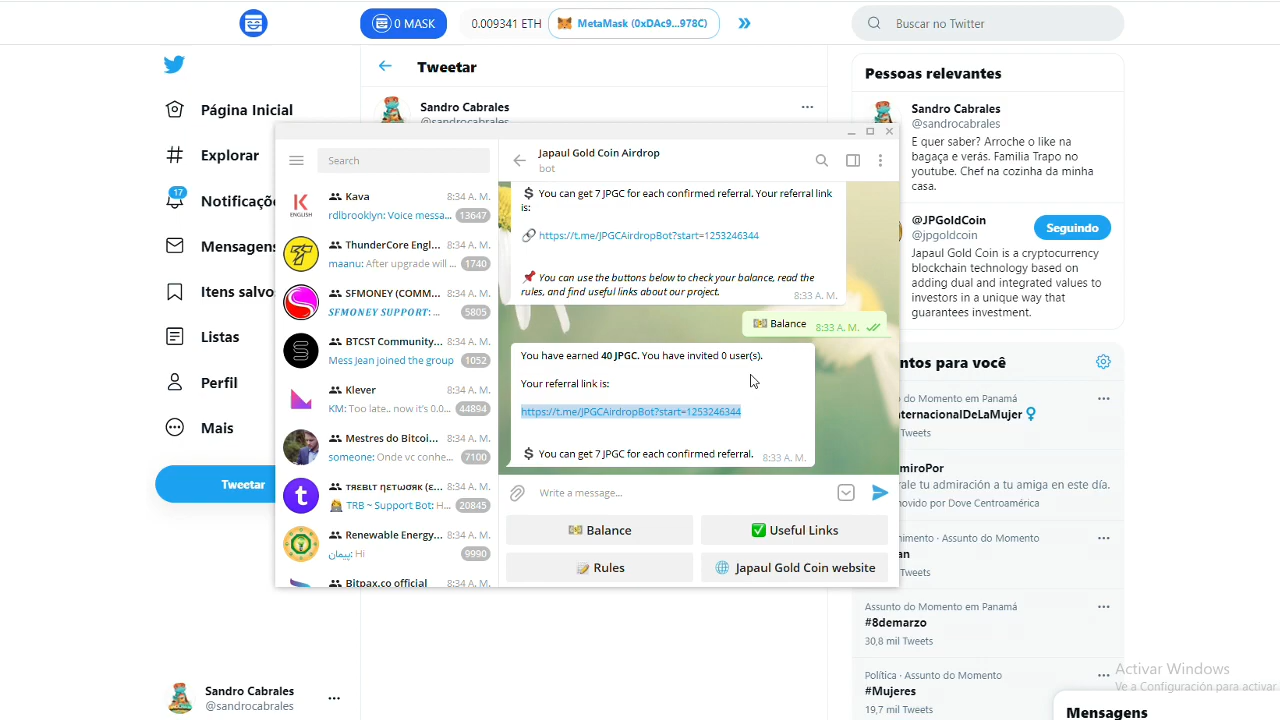 0 MASK
0.009341 ETH
MetaMask (0xDAc9...978C)
Buscar no Twitter
Página Inicial
Explorar
17
Notificaçõe
Mensagens
Itens salvo
Listas
Perfil
Mais
Tweetar
Sandro Cabrales
@sandrocabrales
Tweetar
Sandro Cabrales
@sandrocabrales
Search
Kava 8:34 A. M.
rdlbrooklyn: Voice messa... 13647
ENGLISH
ThunderCore Engl... 8:34 A. M.
maanu: After upgrade will ... 1740
SFMONEY (COMM... 8:34 A. M.
SFMONEY SUPPORT: ... 5805
BTCST Community... 8:34 A. M.
Mess Jean joined the group 1052
Klever 8:34 A. M.
KM: Too late.. now it's 0.0... 44894
Mestres do Bitcoi... 8:34 A. M.
someone: Onde vc conhe... 7100
TRΕBLT ηETωσRK (ε... 8:34 A. M.
TRB ~ Support Bot: H... 20845
Renewable Energy... 8:34 A. M.
پیمان: Hi 9990
Bitpax.co official 8:34 A. M.
Japaul Gold Coin Airdrop
bot
$ You can get 7 JPGC for each confirmed referral. Your referral link
is:
https://t.me/JPGCAirdropBot?start=1253246344
You can use the buttons below to check your balance, read the
rules, and find useful links about our project.
8:33 A. M.
Balance 8:33 A. M.
You have earned 40 JPGC. You have invited 0 user(s).
Your referral link is:
https://t.me/JPGCAirdropBot?start=1253246344
$ You can get 7 JPGC for each confirmed referral.
8:33 A. M.
Write a message...
Balance
Useful Links
Rules
Japaul Gold Coin website
Pessoas relevantes
Sandro Cabrales
@sandrocabrales
E quer saber? Arroche o like na
bagaça e verás. Familia Trapo no
youtube. Chef na cozinha da minha
casa.
@JPGoldCoin
@jpgoldcoin
Seguindo
Japaul Gold Coin is a cryptocurrency
blockchain technology based on
adding dual and integrated values to
investors in a unique way that
guarantees investment.
ntos para você
do Momento em Panamá
nternacionalDeLaMujer
Tweets
miroPor
rale tu admiración a tu amiga en este día.
movido por Dove Centroamérica
nimento · Assunto do Momento
an
Tweets
Assunto do Momento em Panamá
#8demarzo
30,8 mil Tweets
Política · Assunto do Momento
#Mujeres
19,7 mil Tweets
Activar Windows
Ve a Configuración para activar
Mensagens